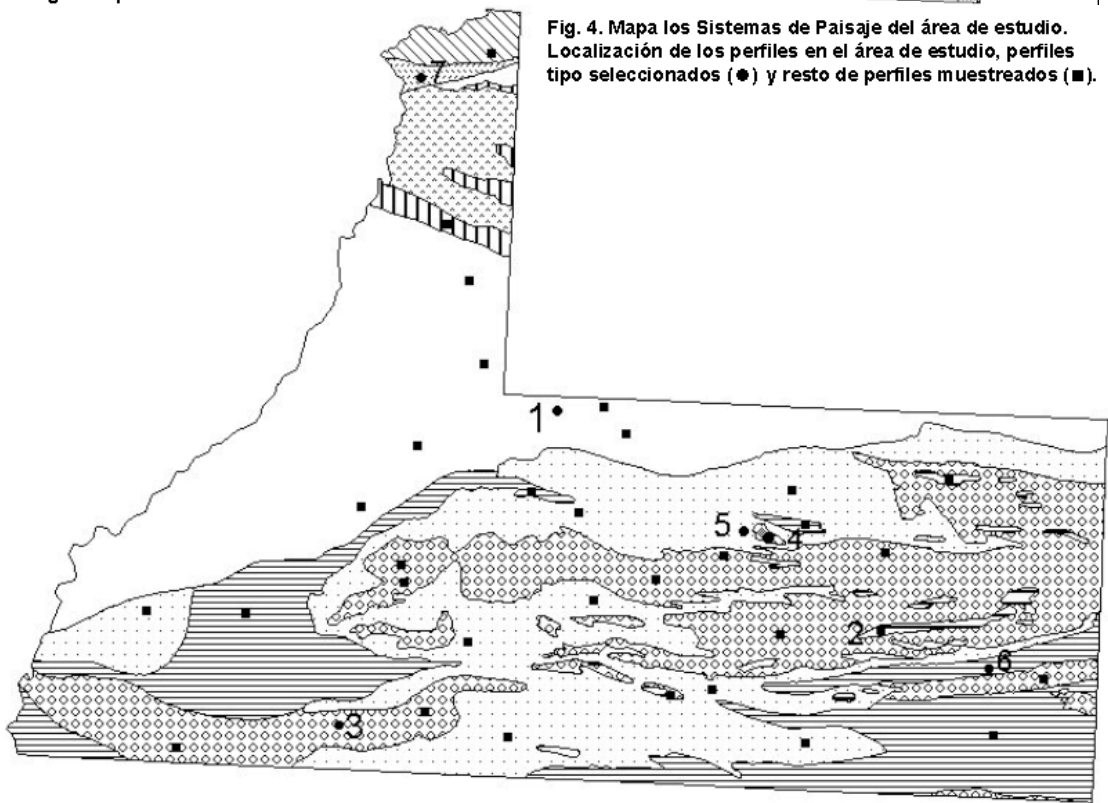 Fig. 4. Mapa los Sistemas de Paisaje del área de estudio.
Localización de los perfiles en el área de estudio, perfiles
tipo seleccionados (●) y resto de perfiles muestreados (■).
7
1
5
4
2
6
3